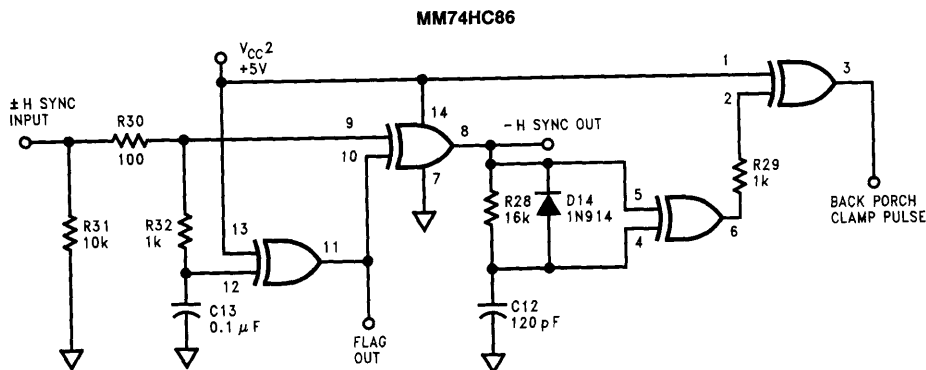 MM74HC86
VCC2
+5V
± H SYNC
INPUT
R30
100
R31
10k
R32
1k
C13
0.1 μF
13
12
11
FLAG
OUT
9
10
14
7
8
−H SYNC OUT
R28
16k
D14
1N914
C12
120 pF
5
4
6
R29
1k
1
2
3
BACK PORCH
CLAMP PULSE